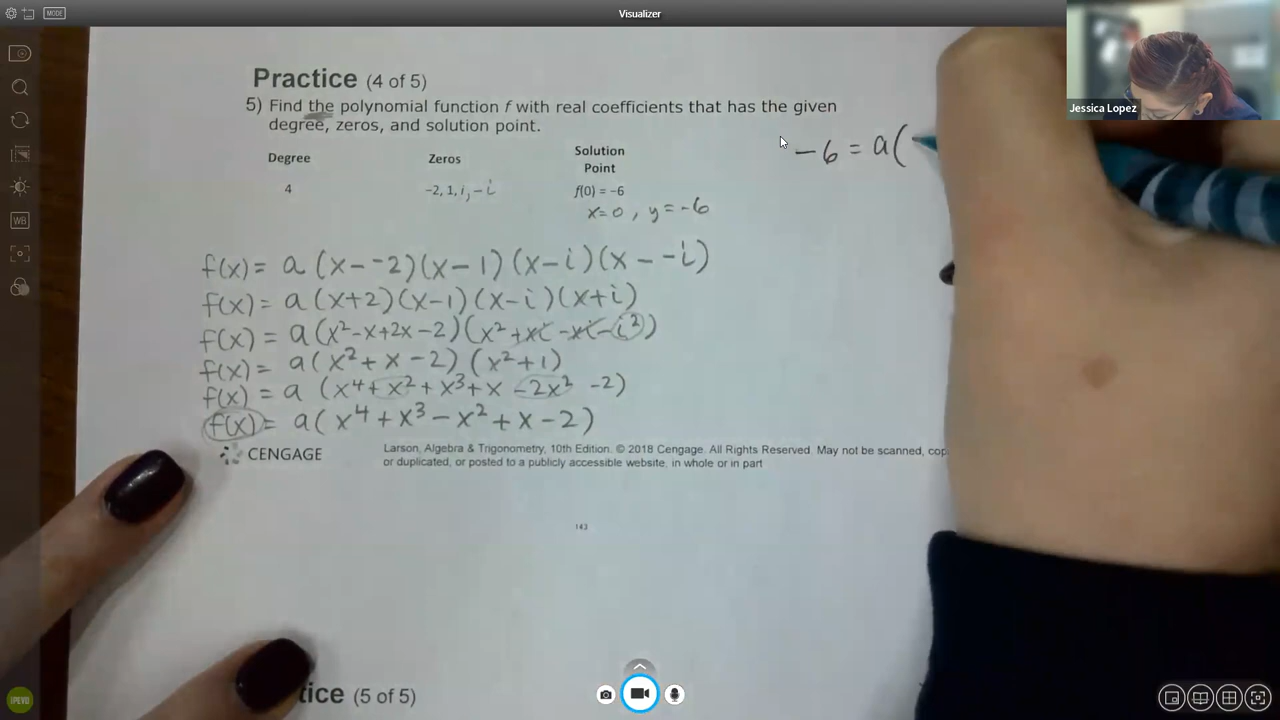 MODE
Visualizer
Jessica Lopez
WB
Practice (4 of 5)
5) Find the polynomial function f with real coefficients that has the given
degree, zeros, and solution point.
Degree Zeros Solution Point
4 -2, 1, i, -i f(0) = -6
x=0, y=-6
-6 = a(
f(x) = a(x--2)(x-1)(x-i)(x--i)
f(x) = a(x+2)(x-1)(x-i)(x+i)
f(x) = a(x²-x+2x-2)(x²+xi-xi-i²)
f(x) = a(x²+x-2)(x²+1)
f(x) = a(x⁴+x²+x³+x-2x²-2)
f(x) = a(x⁴+x³-x²+x-2)
CENGAGE
Larson, Algebra & Trigonometry, 10th Edition. © 2018 Cengage. All Rights Reserved. May not be scanned, cop
or duplicated, or posted to a publicly accessible website, in whole or in part
143
tice (5 of 5)
IPEVO